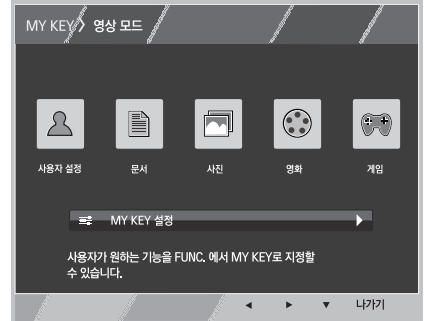 MY KEY 영상 모드
사용자 설정 문서 사진 영화 게임
MY KEY 설정
사용자가 원하는 기능을 FUNC. 에서 MY KEY로 지정할
수 있습니다.
나가기